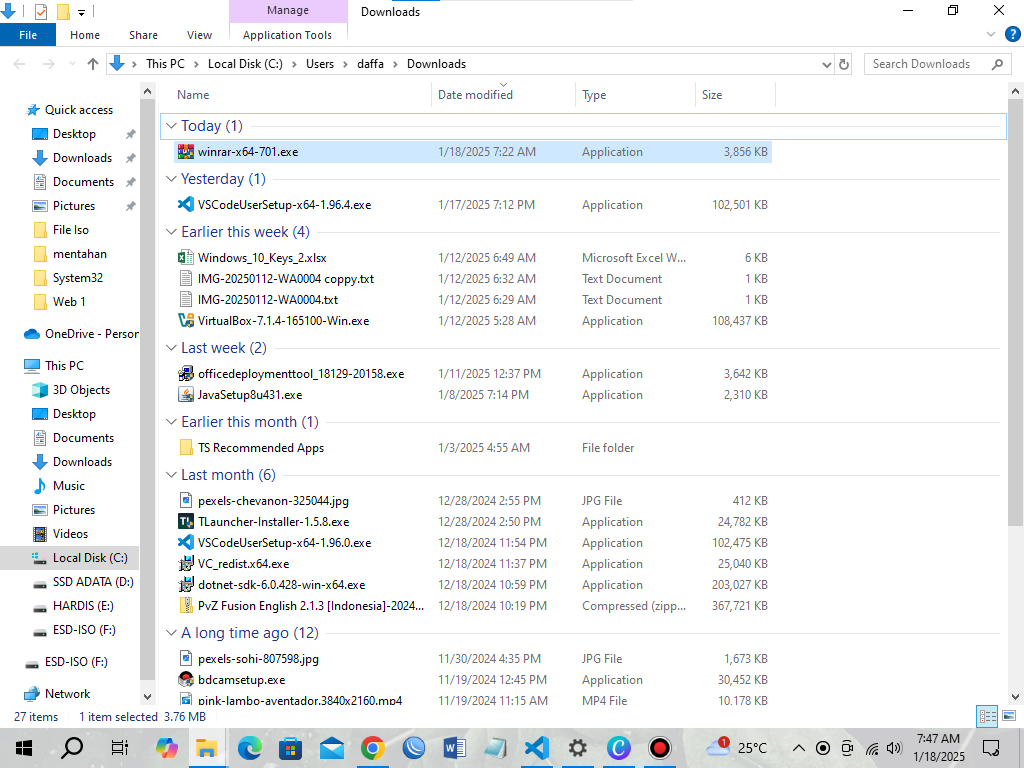 Manage
Downloads
File
Home
Share
View
Application Tools
This PC
Local Disk (C:)
Users
daffa
Downloads
Search Downloads
Name
Date modified
Type
Size
Quick access
Desktop
Downloads
Documents
Pictures
File Iso
mentahan
System32
Web 1
OneDrive - Person
This PC
3D Objects
Desktop
Documents
Downloads
Music
Pictures
Videos
Local Disk (C:)
SSD ADATA (D:)
HARDIS (E:)
ESD-ISO (F:)
ESD-ISO (F:)
Network
Today (1)
winrar-x64-701.exe 1/18/2025 7:22 AM Application 3,856 KB
Yesterday (1)
VSCodeUserSetup-x64-1.96.4.exe 1/17/2025 7:12 PM Application 102,501 KB
Earlier this week (4)
Windows_10_Keys_2.xlsx 1/12/2025 6:49 AM Microsoft Excel W... 6 KB
IMG-20250112-WA0004 coppy.txt 1/12/2025 6:32 AM Text Document 1 KB
IMG-20250112-WA0004.txt 1/12/2025 6:29 AM Text Document 1 KB
VirtualBox-7.1.4-165100-Win.exe 1/12/2025 5:28 AM Application 108,437 KB
Last week (2)
officedeploymenttool_18129-20158.exe 1/11/2025 12:37 PM Application 3,642 KB
JavaSetup8u431.exe 1/8/2025 7:14 PM Application 2,310 KB
Earlier this month (1)
TS Recommended Apps 1/3/2025 4:55 AM File folder
Last month (6)
pexels-chevanon-325044.jpg 12/28/2024 2:55 PM JPG File 412 KB
TLauncher-Installer-1.5.8.exe 12/28/2024 2:50 PM Application 24,782 KB
VSCodeUserSetup-x64-1.96.0.exe 12/18/2024 11:54 PM Application 102,475 KB
VC_redist.x64.exe 12/18/2024 11:37 PM Application 25,040 KB
dotnet-sdk-6.0.428-win-x64.exe 12/18/2024 10:59 PM Application 203,027 KB
PvZ Fusion English 2.1.3 [Indonesia]-2024... 12/18/2024 10:19 PM Compressed (zipp... 367,721 KB
A long time ago (12)
pexels-sohi-807598.jpg 11/30/2024 4:35 PM JPG File 1,673 KB
bdcamsetup.exe 11/19/2024 12:45 PM Application 30,452 KB
pink-lambo-aventador.3840x2160.mp4 11/19/2024 11:15 AM MP4 File 10.178 KB
27 items
1 item selected 3.76 MB
1
25°C
7:47 AM
1/18/2025